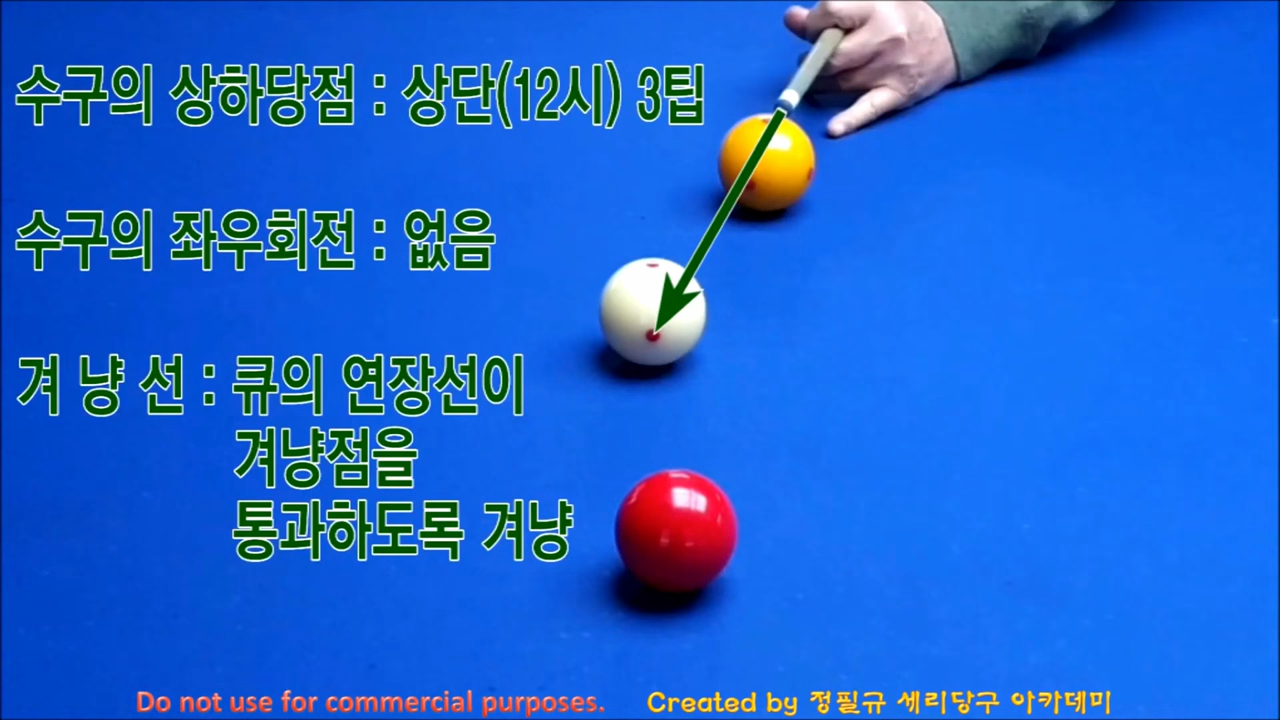 수구의 상하당점 : 상단(12시) 3팁
수구의 좌우회전 : 없음
겨 냥 선 : 큐의 연장선이
겨냥점을
통과하도록 겨냥
Do not use for commercial purposes. Created by 정필규 세리당구 아카데미